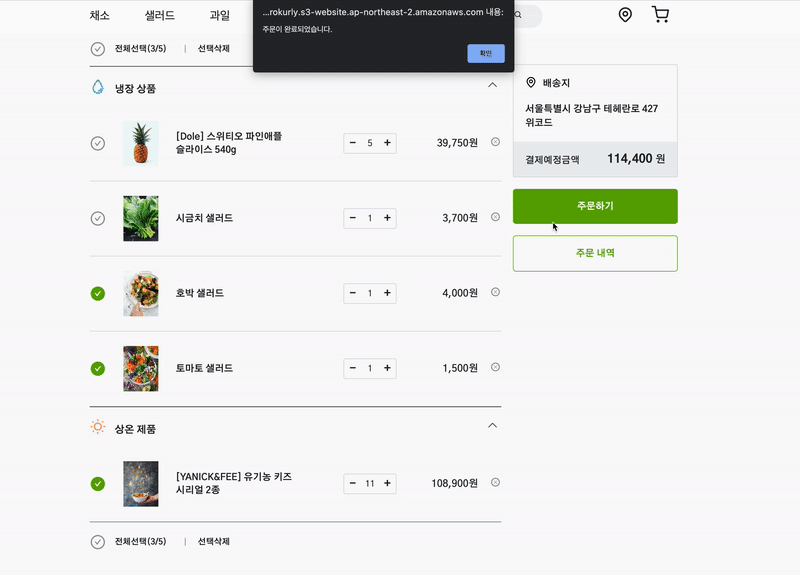 채소 샐러드 과일
...rokurly.s3-website.ap-northeast-2.amazonaws.com 내용:
주문이 완료되었습니다.
확인
전체선택(3/5) | 선택삭제
냉장 상품
[Dole] 스위티오 파인애플
슬라이스 540g
− 5 +
39,750원
시금치 샐러드
− 1 +
3,700원
호박 샐러드
− 1 +
4,000원
토마토 샐러드
− 1 +
1,500원
상온 제품
[YANICK&FEE] 유기농 키즈
시리얼 2종
− 11 +
108,900원
전체선택(3/5) | 선택삭제
배송지
서울특별시 강남구 테헤란로 427
위코드
결제예정금액 114,400 원
주문하기
주문 내역